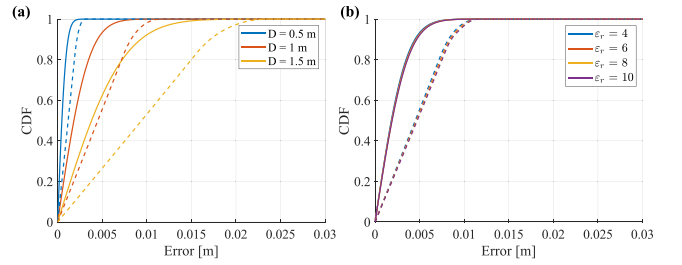 (a)
CDF
1
0.8
0.6
0.4
0.2
0
0 0.005 0.01 0.015 0.02 0.025 0.03
Error [m]
D = 0.5 m
D = 1 m
D = 1.5 m
(b)
CDF
1
0.8
0.6
0.4
0.2
0
0 0.005 0.01 0.015 0.02 0.025 0.03
Error [m]
εᵣ = 4
εᵣ = 6
εᵣ = 8
εᵣ = 10